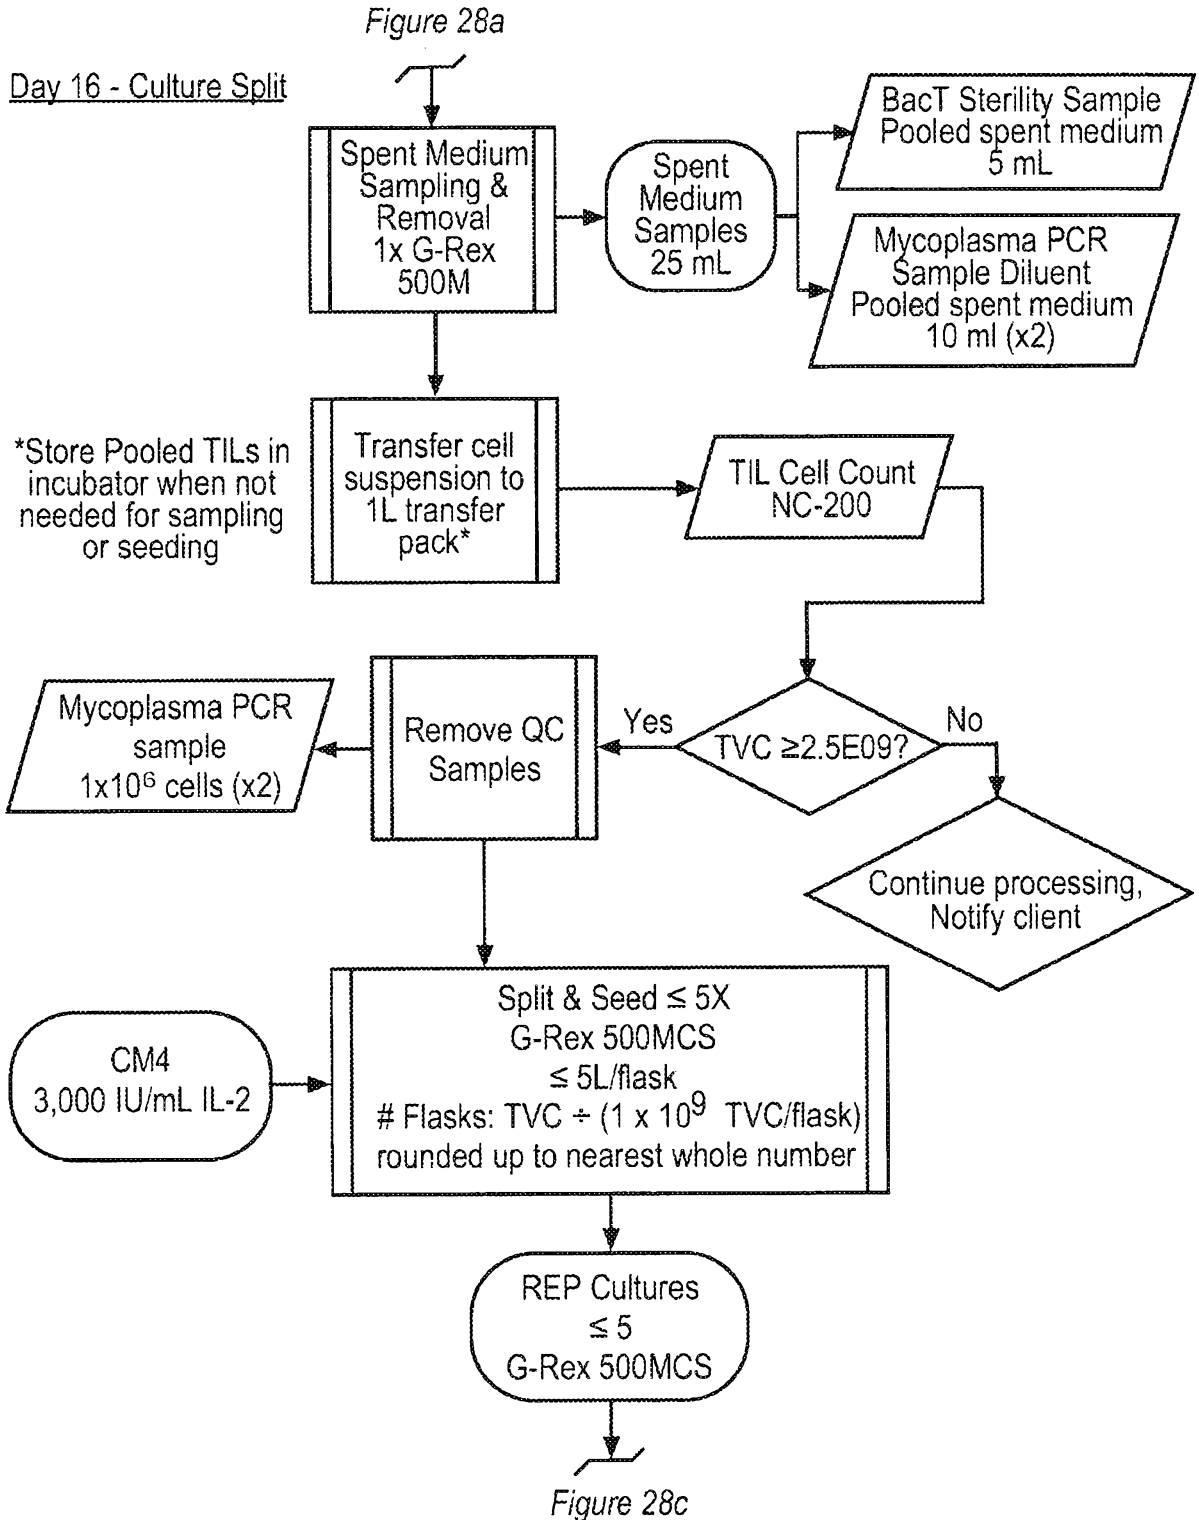 Figure 28a
Day 16 - Culture Split
Spent Medium
Sampling &
Removal
1x G-Rex
500M
Spent
Medium
Samples
25 mL
BacT Sterility Sample
Pooled spent medium
5 mL
Mycoplasma PCR
Sample Diluent
Pooled spent medium
10 ml (x2)
*Store Pooled TILs in
incubator when not
needed for sampling
or seeding
Transfer cell
suspension to
1L transfer
pack*
TIL Cell Count
NC-200
TVC ≥2.5E09?
Yes
No
Remove QC
Samples
Mycoplasma PCR
sample
1x10⁶ cells (x2)
Continue processing,
Notify client
Split & Seed ≤ 5X
G-Rex 500MCS
≤ 5L/flask
# Flasks: TVC ÷ (1 x 10⁹ TVC/flask)
rounded up to nearest whole number
CM4
3,000 IU/mL IL-2
REP Cultures
≤ 5
G-Rex 500MCS
Figure 28c